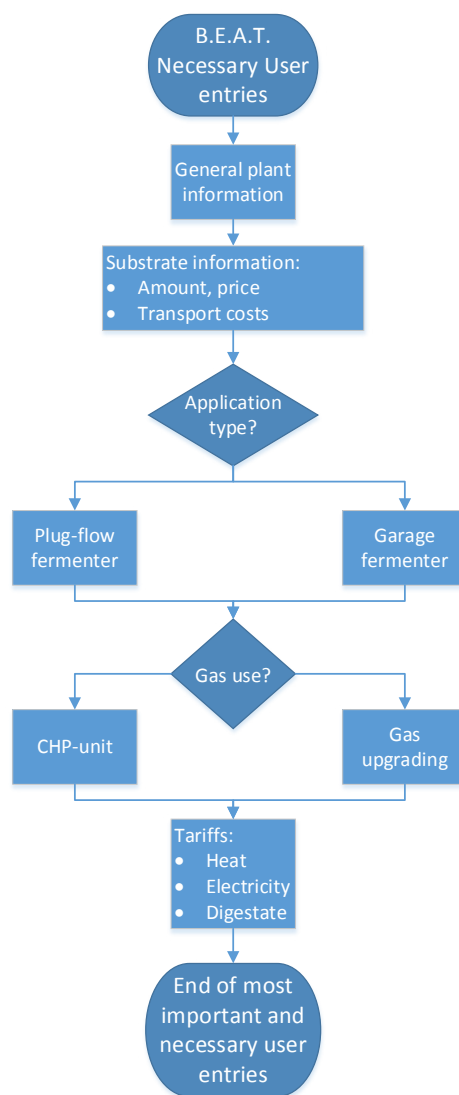 B.E.A.T.
Necessary User
entries
General plant
information
Substrate information:
● Amount, price
● Transport costs
Application
type?
Plug-flow
fermenter
Garage
fermenter
Gas use?
CHP-unit
Gas
upgrading
Tariffs:
● Heat
● Electricity
● Digestate
End of most
important and
necessary user
entries